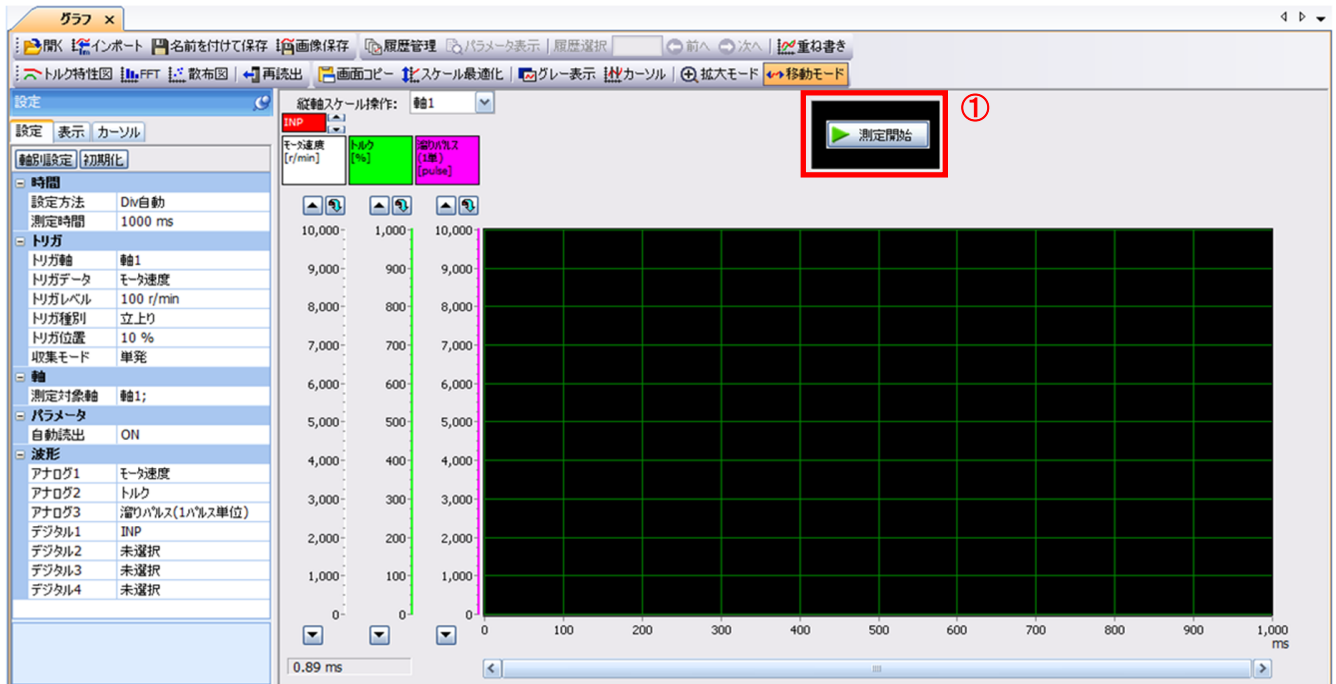 グラフ ×
開く インポート 名前を付けて保存 画像保存 履歴管理 パラメータ表示 履歴選択 前へ 次へ 重ね書き
トルク特性図 FFT 散布図 再読出 画面コピー スケール最適化 グレー表示 カーソル 拡大モード 移動モード
設定
設定 表示 カーソル
軸別設定 初期化
時間
設定方法 Div自動
測定時間 1000 ms
トリガ
トリガ軸 軸1
トリガデータ モータ速度
トリガレベル 100 r/min
トリガ種別 立上り
トリガ位置 10 %
収集モード 単発
軸
測定対象軸 軸1;
パラメータ
自動読出 ON
波形
アナログ1 モータ速度
アナログ2 トルク
アナログ3 溜りパルス(1パルス単位)
デジタル1 INP
デジタル2 未選択
デジタル3 未選択
デジタル4 未選択
縦軸スケール操作: 軸1
INP
モータ速度
[r/min]
トルク
[%]
溜りパルス
(1単)
[pulse]
測定開始
①
10,000 1,000 10,000
9,000 900 9,000
8,000 800 8,000
7,000 700 7,000
6,000 600 6,000
5,000 500 5,000
4,000 400 4,000
3,000 300 3,000
2,000 200 2,000
1,000 100 1,000
0 0 0
0 100 200 300 400 500 600 700 800 900 1,000
ms
0.89 ms